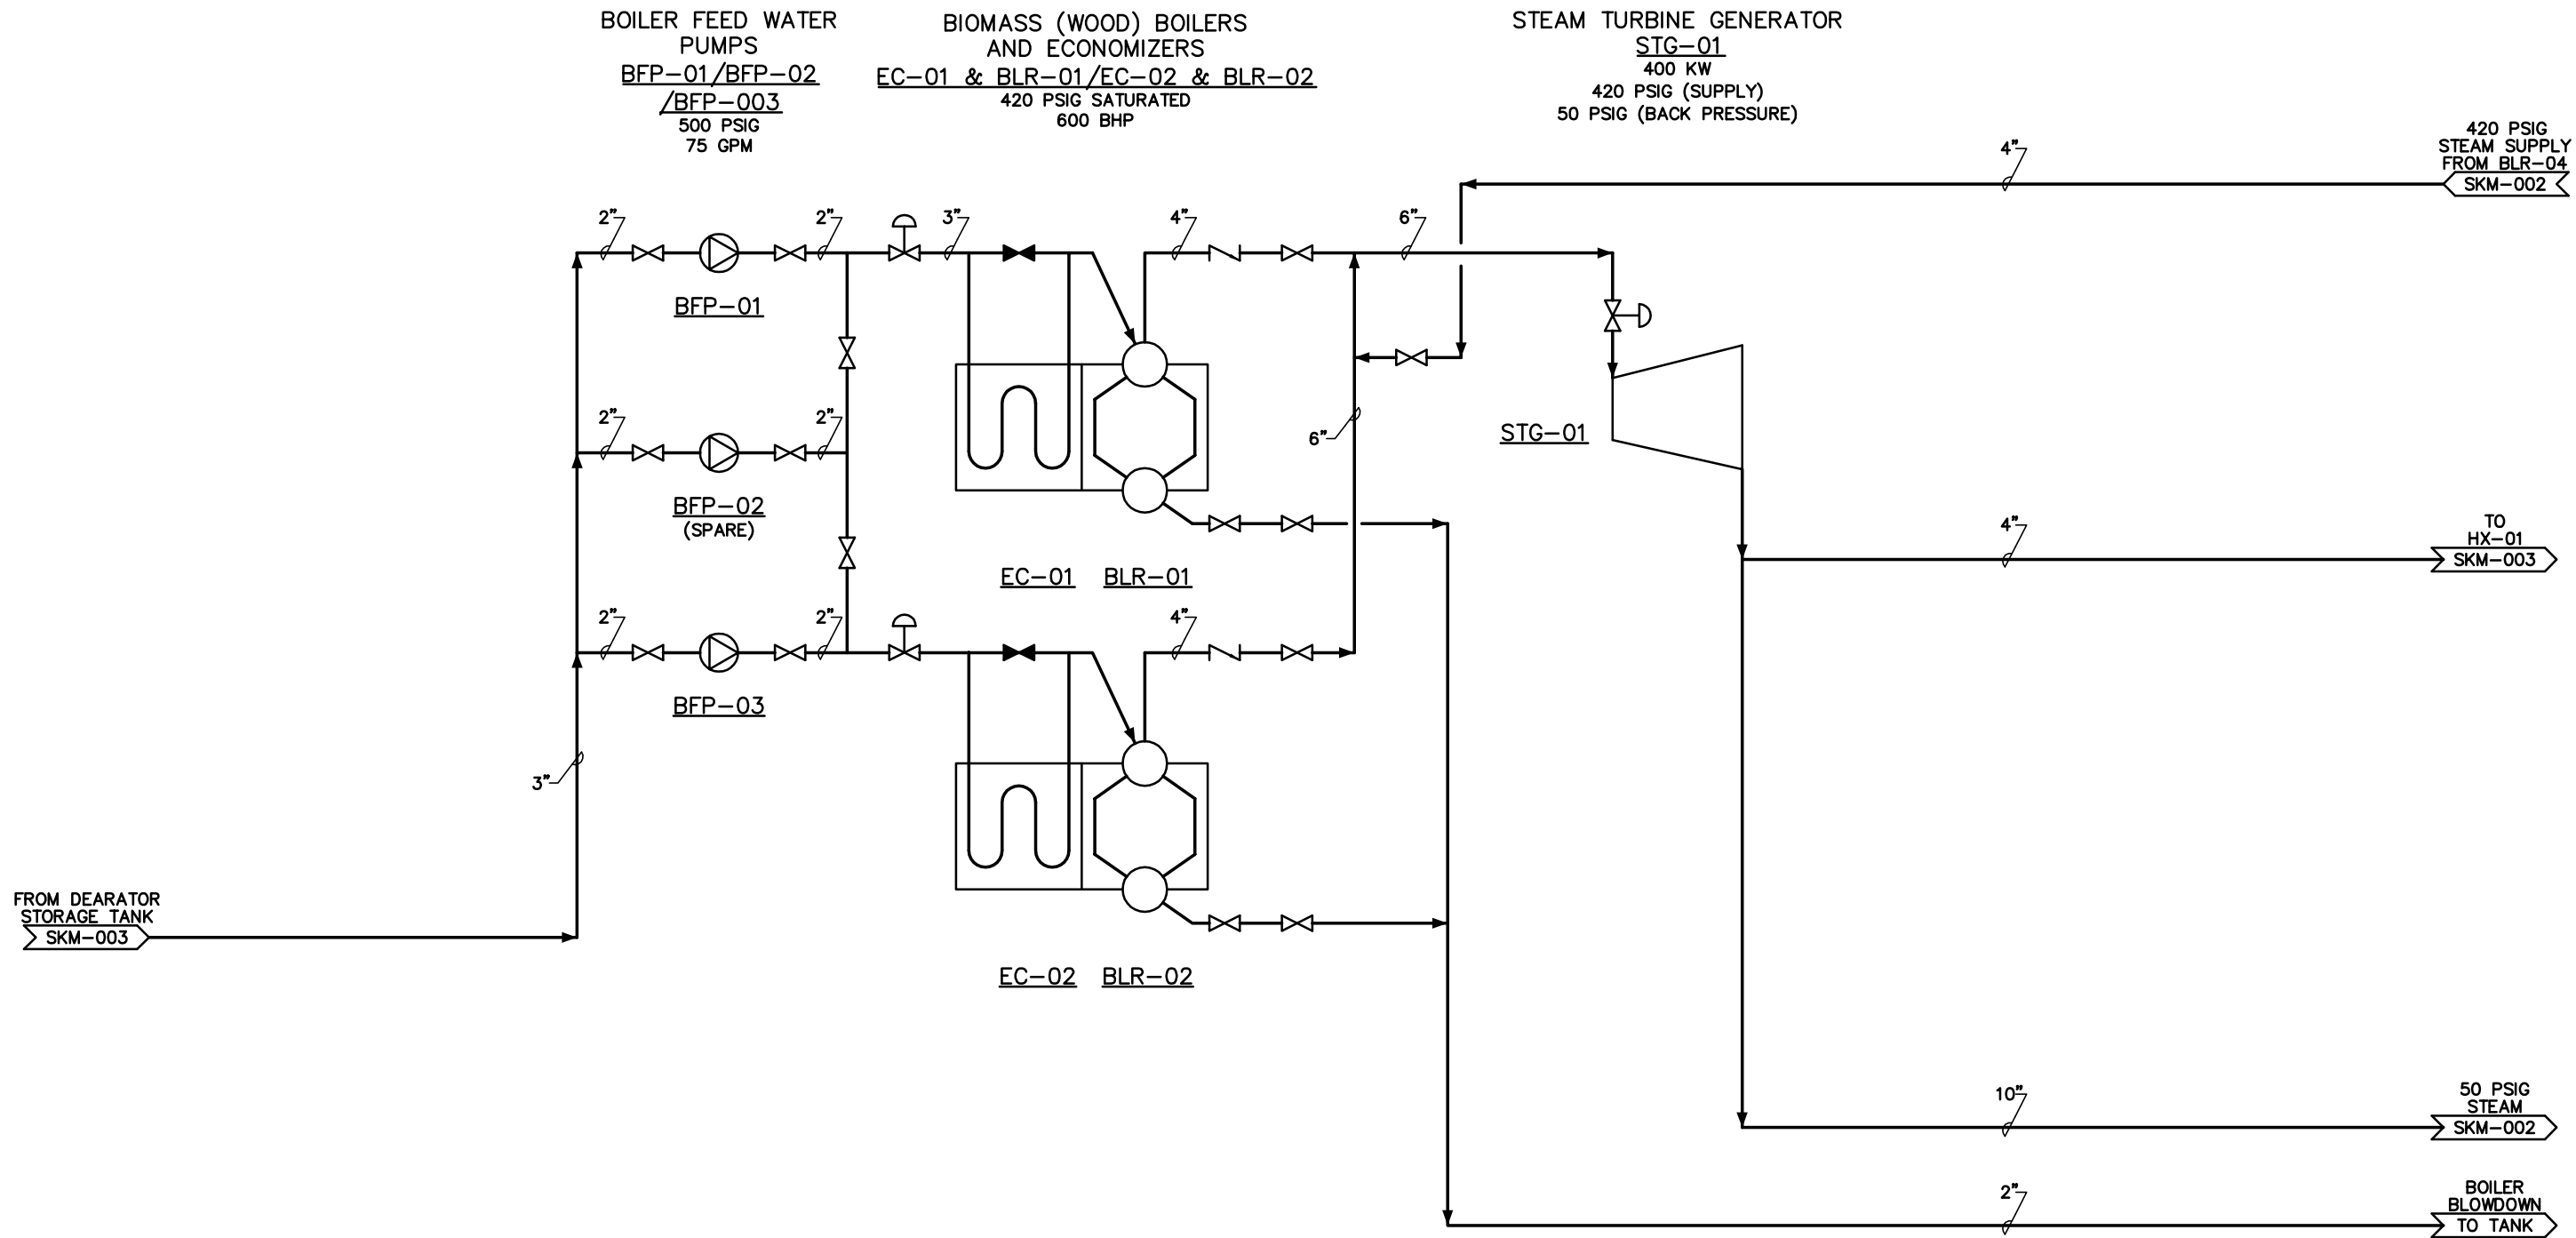 BOILER FEED WATER
PUMPS
BFP-01/BFP-02
/BFP-003
500 PSIG
75 GPM
BIOMASS (WOOD) BOILERS
AND ECONOMIZERS
EC-01 & BLR-01/EC-02 & BLR-02
420 PSIG SATURATED
600 BHP
STEAM TURBINE GENERATOR
STG-01
400 KW
420 PSIG (SUPPLY)
50 PSIG (BACK PRESSURE)
420 PSIG
STEAM SUPPLY
FROM BLR-04
SKM-002
4"
2"
2"
3"
4"
6"
BFP-01
2"
2"
6"
STG-01
BFP-02
(SPARE)
4"
TO
HX-01
SKM-003
EC-01
BLR-01
2"
2"
4"
BFP-03
3"
FROM DEARATOR
STORAGE TANK
SKM-003
EC-02
BLR-02
10"
50 PSIG
STEAM
SKM-002
2"
BOILER
BLOWDOWN
TO TANK